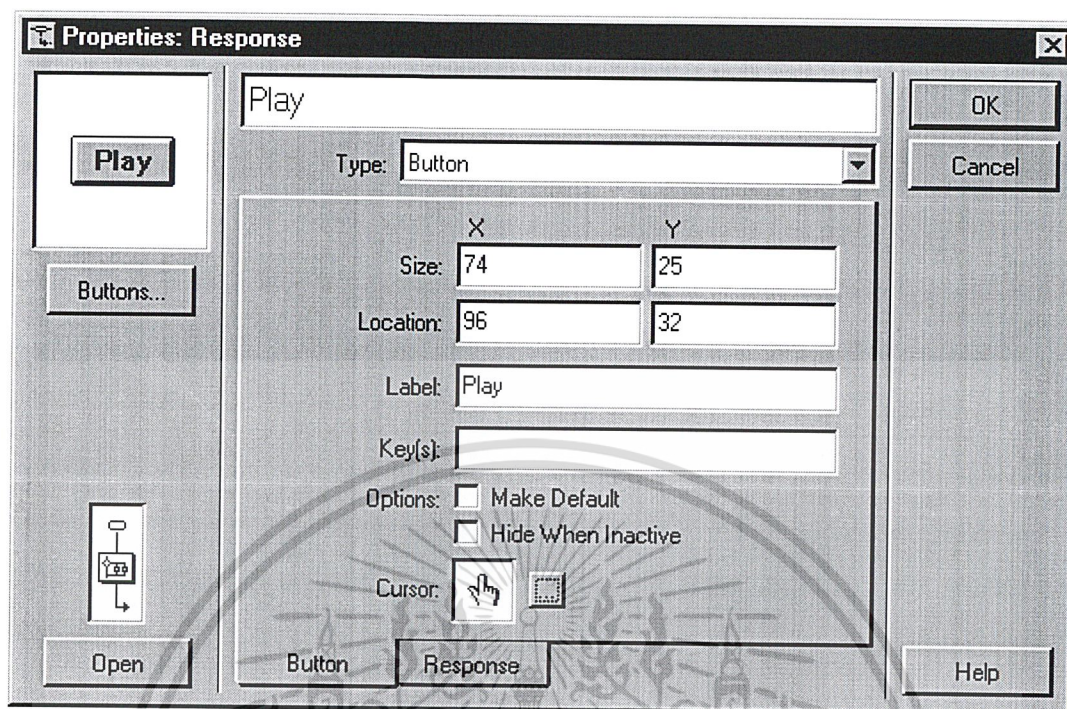 Properties: Response
Play
Play
Type: Button
X Y
Size: 74 25
Location: 96 32
Label: Play
Key(s):
Options: Make Default
Hide When Inactive
Cursor:
Button Response
Buttons...
Open
OK
Cancel
Help